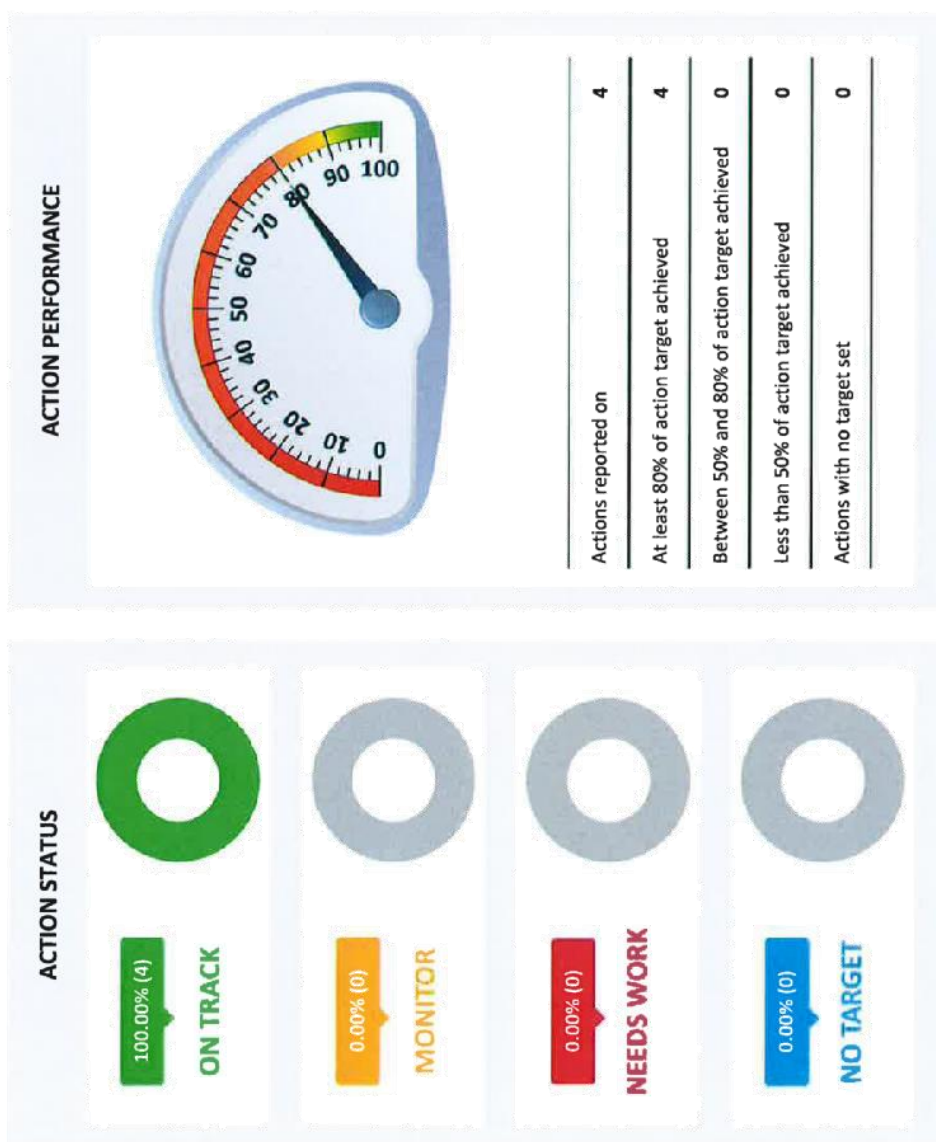 ACTION STATUS
100.00% (4)
ON TRACK
0.00% (0)
MONITOR
0.00% (0)
NEEDS WORK
0.00% (0)
NO TARGET
ACTION PERFORMANCE
0
10
20
30
40
50
60
70
80
90
100
Actions reported on 4
At least 80% of action target achieved 4
Between 50% and 80% of action target achieved 0
Less than 50% of action target achieved 0
Actions with no target set 0